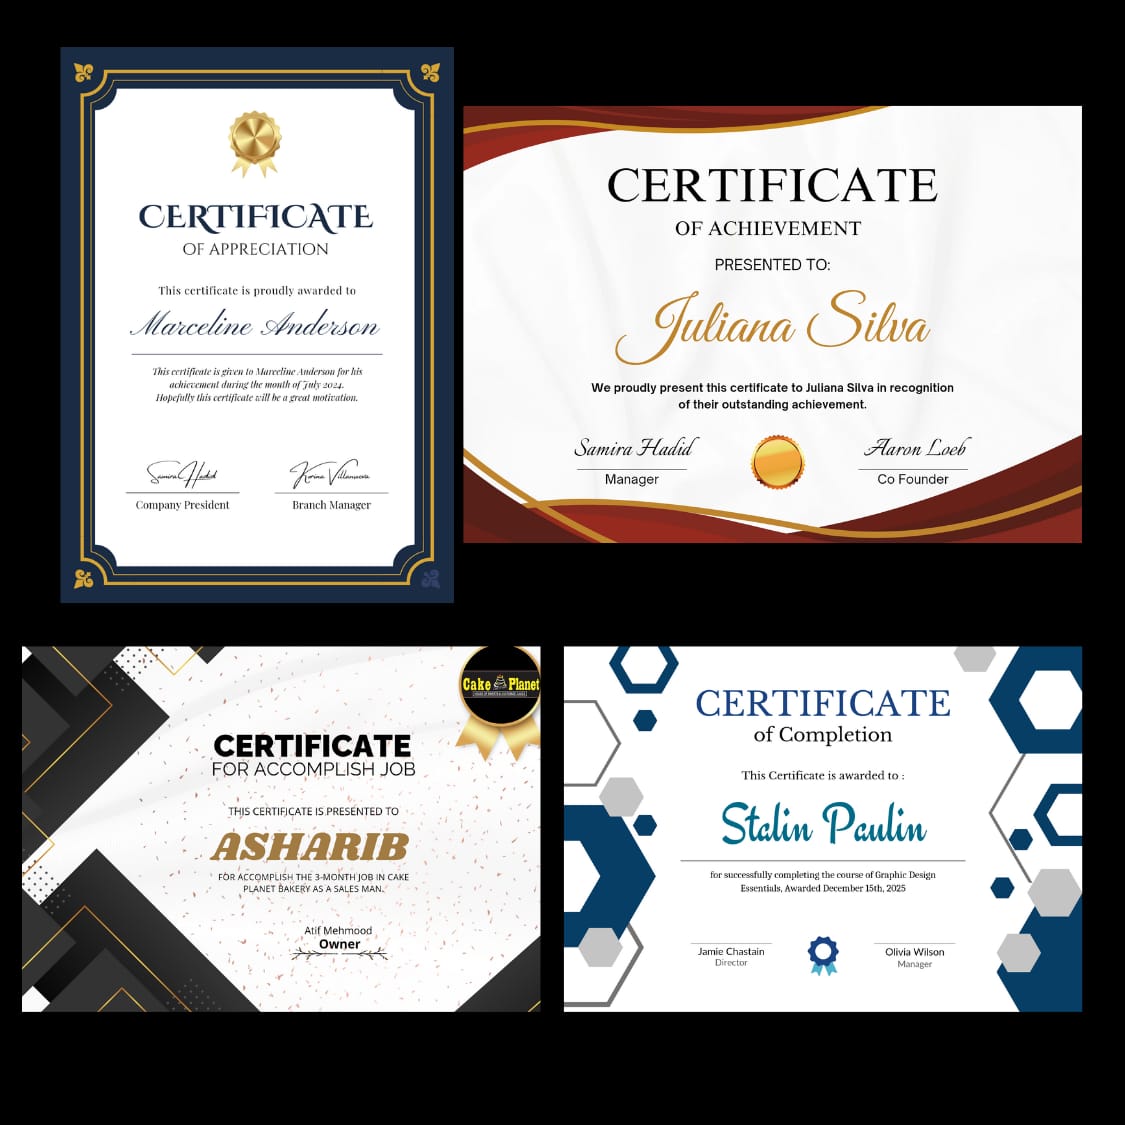 CERTIFICATE
OF APPRECIATION
This certificate is proudly awarded to
Marceline Anderson
This certificate is given to Marceline Anderson for his
achievement during the month of July 2024.
Hopefully this certificate will be a great motivation.
Samira Hadid
Karina Villanueva
Company President
Branch Manager
CERTIFICATE
OF ACHIEVEMENT
PRESENTED TO:
Juliana Silva
We proudly present this certificate to Juliana Silva in recognition
of their outstanding achievement.
Samira Hadid
Aaron Loeb
Manager
Co Founder
Cake Planet
CERTIFICATE
FOR ACCOMPLISH JOB
THIS CERTIFICATE IS PRESENTED TO
ASHARIB
FOR ACCOMPLISH THE 3-MONTH JOB IN CAKE
PLANET BAKERY AS A SALES MAN.
Atif Mehmood
Owner
CERTIFICATE
of Completion
This Certificate is awarded to :
Stalin Paulin
for successfully completing the course of Graphic Design
Essentials, Awarded December 15th, 2025
Jamie Chastain
Olivia Wilson
Director
Manager